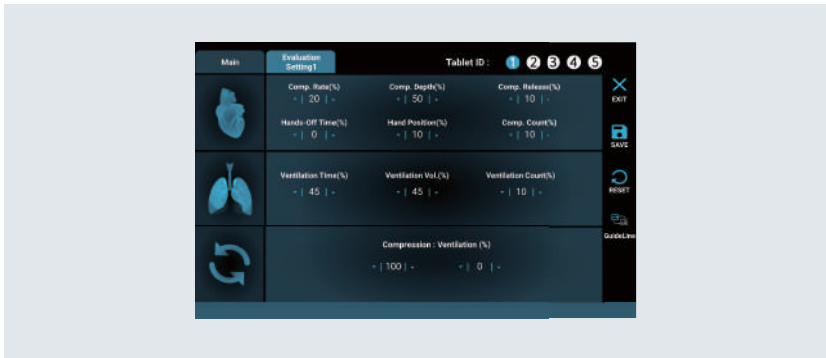 Main
Evaluation
Setting1
Tablet ID :
1 2 3 4 5
Comp. Rate(%) Comp. Depth(%) Comp. Release(%)
- | 20 | - - | 50 | - - | 10 | -
Hands-Off Time(%) Hand Position(%) Comp. Count(%)
- | 0 | - - | 10 | - - | 10 | -
Ventilation Time(%) Ventilation Vol.(%) Ventilation Count(%)
- | 45 | - - | 45 | - - | 10 | -
Compression : Ventilation (%)
- | 100 | - - | 0 | -
EXIT
SAVE
RESET
GuideLine